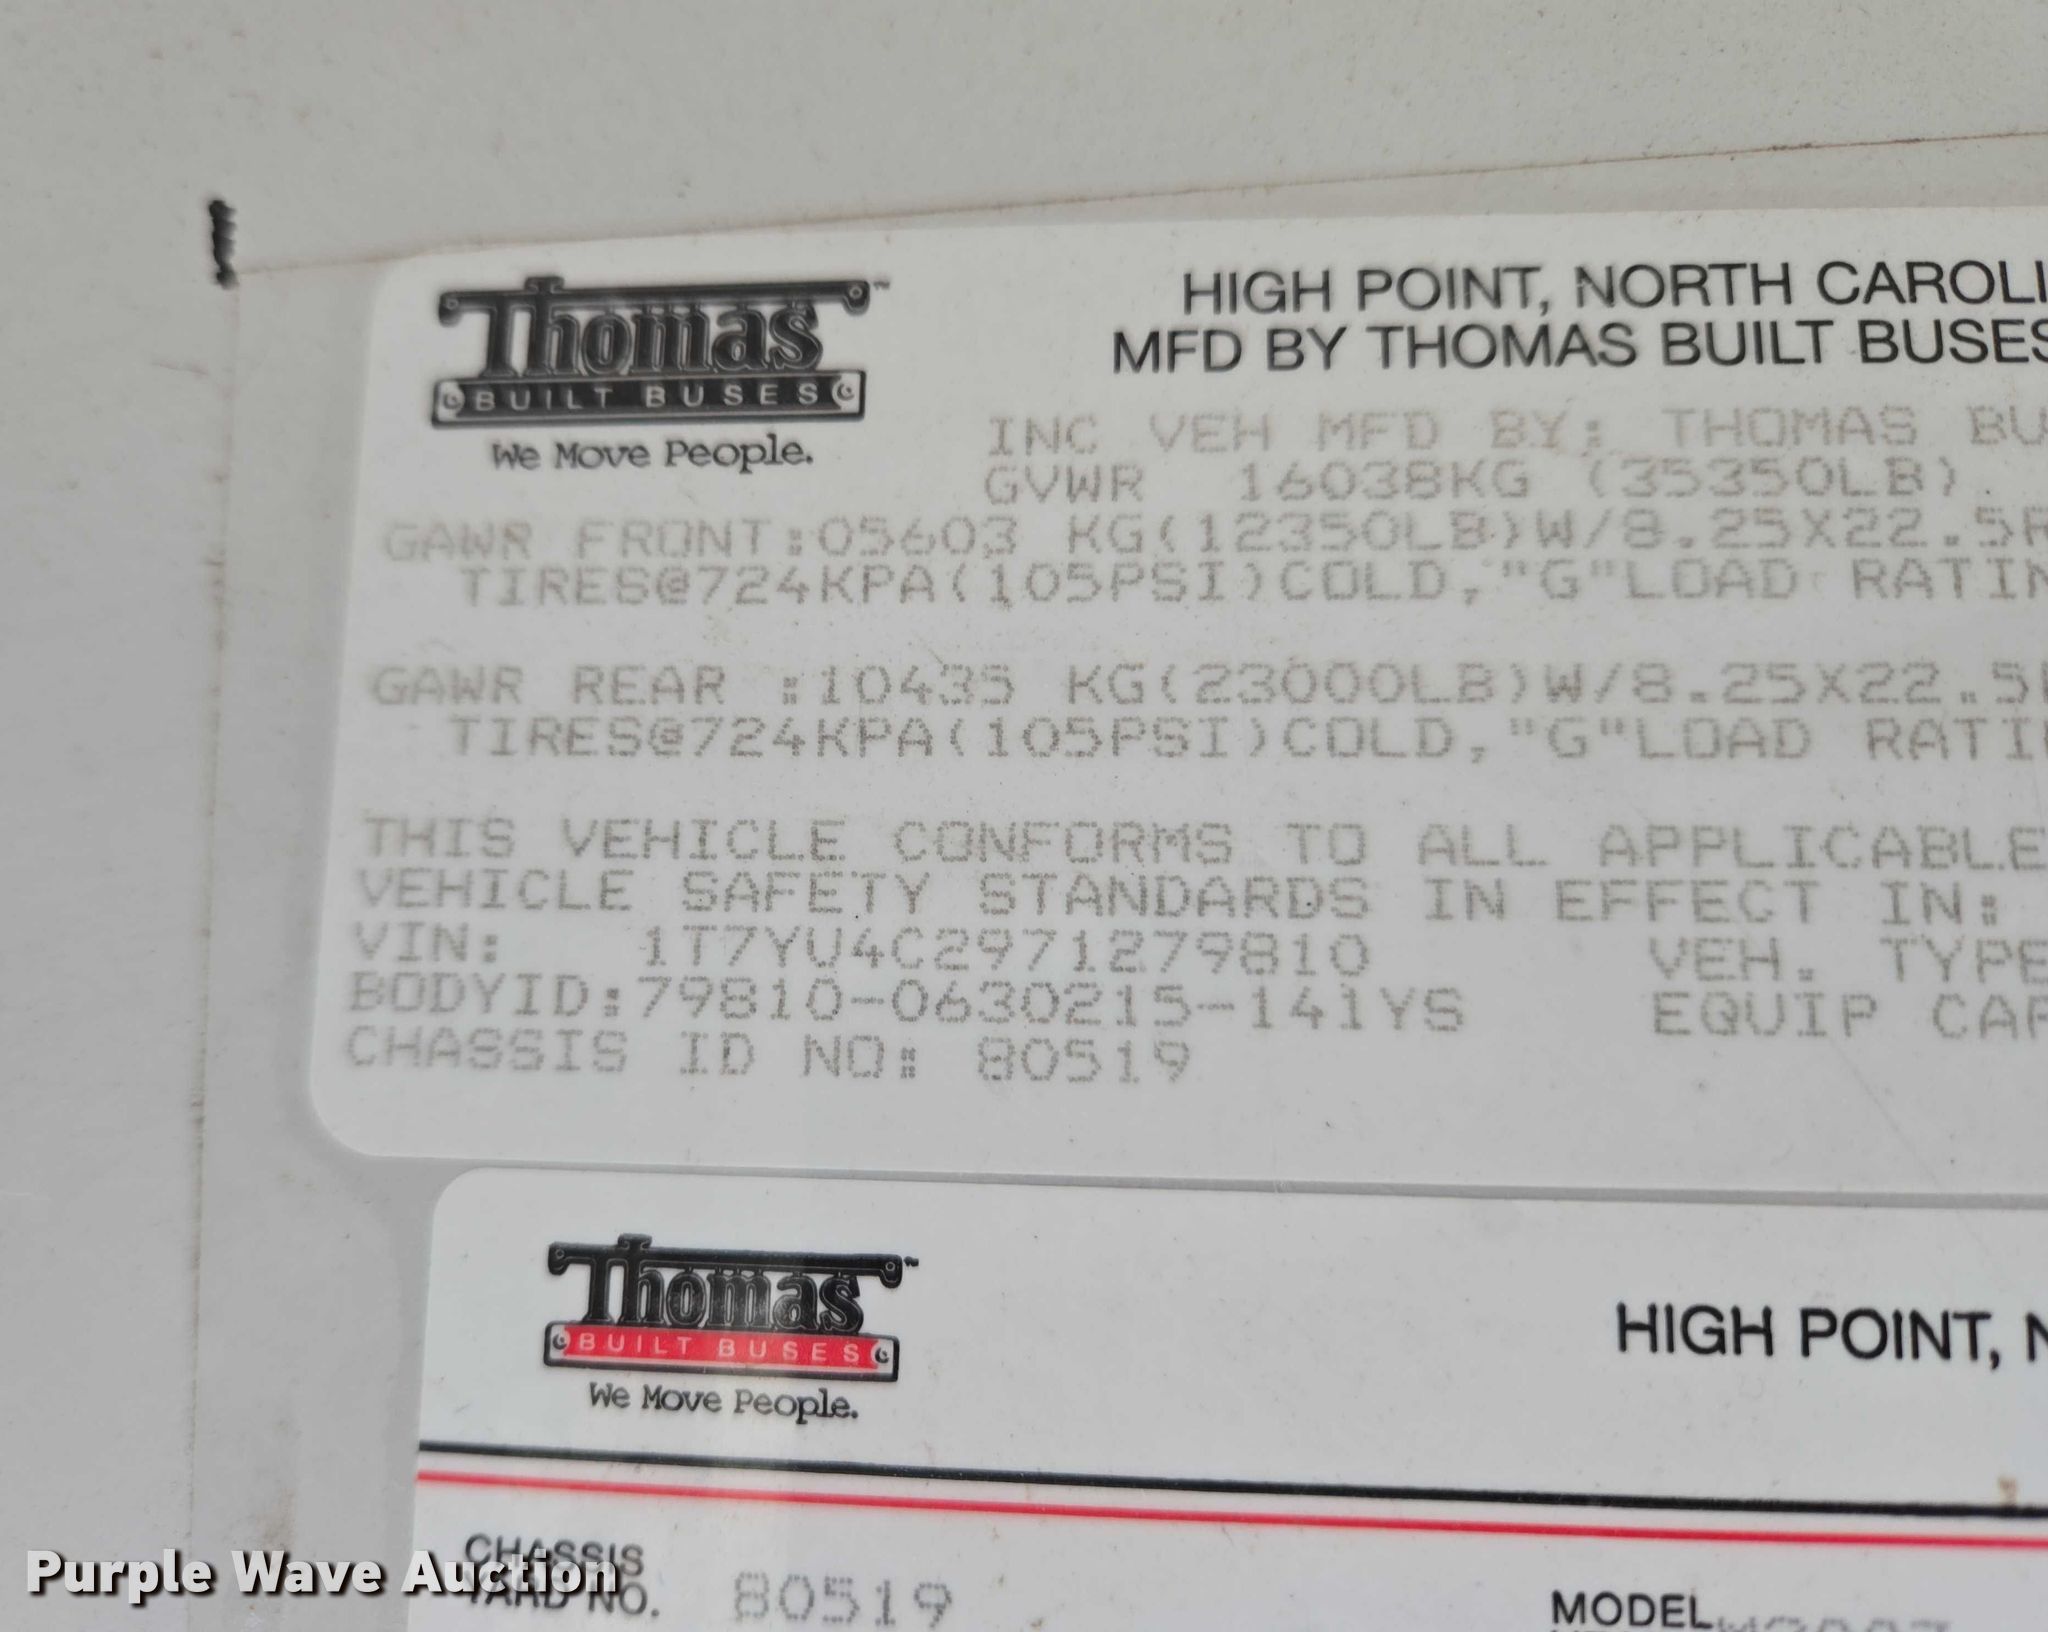 Thomas™
BUILT BUSES
We Move People.
HIGH POINT, NORTH CAROLI
MFD BY THOMAS BUILT BUSES
INC VEH MFD BY: THOMAS BU
GVWR 16038KG (35350LB)
GAWR FRONT:05603 KG(12350LB)W/8.25X22.5R
TIRES@724KPA(105PSI)COLD,"G"LOAD RATIN
GAWR REAR :10435 KG(23000LB)W/8.25X22.5
TIRES@724KPA(105PSI)COLD,"G"LOAD RATI
THIS VEHICLE CONFORMS TO ALL APPLICABLE
VEHICLE SAFETY STANDARDS IN EFFECT IN:
VIN: 1T7YU4C2971279810 VEH. TYPE
BODYID:79810-0630215-141YS EQUIP CAP
CHASSIS ID NO: 80519
Thomas™
BUILT BUSES
We Move People.
HIGH POINT, N
CHASSIS
YARD NO. 80519
MODEL
Purple Wave Auction